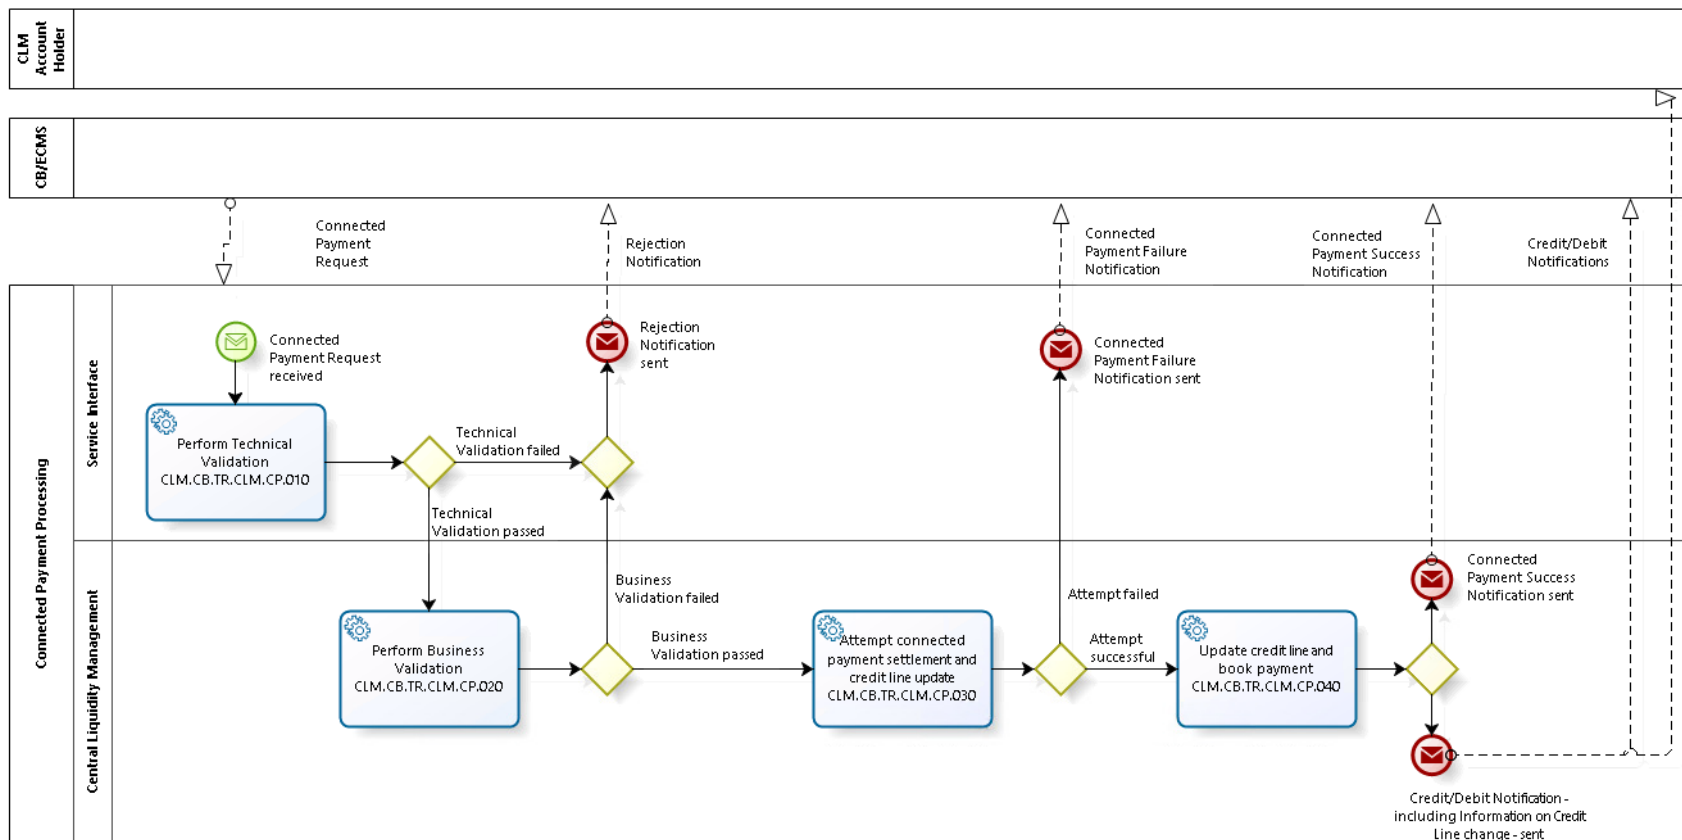 CLM
Account
Holder
CB/ECMS
Connected
Payment
Request
Rejection
Notification
Connected
Payment Failure
Notification
Connected
Payment Success
Notification
Credit/Debit
Notifications
Connected Payment Processing
Service Interface
Connected
Payment Request
received
Rejection
Notification
sent
Connected
Payment Failure
Notification sent
Perform Technical
Validation
CLM.CB.TR.CLM.CP.010
Technical
Validation failed
Technical
Validation passed
Central Liquidity Management
Perform Business
Validation
CLM.CB.TR.CLM.CP.020
Business
Validation failed
Business
Validation passed
Attempt connected
payment settlement and
credit line update
CLM.CB.TR.CLM.CP.030
Attempt failed
Attempt
successful
Update credit line and
book payment
CLM.CB.TR.CLM.CP.040
Connected
Payment Success
Notification sent
Credit/Debit Notification -
including Information on Credit
Line change - sent